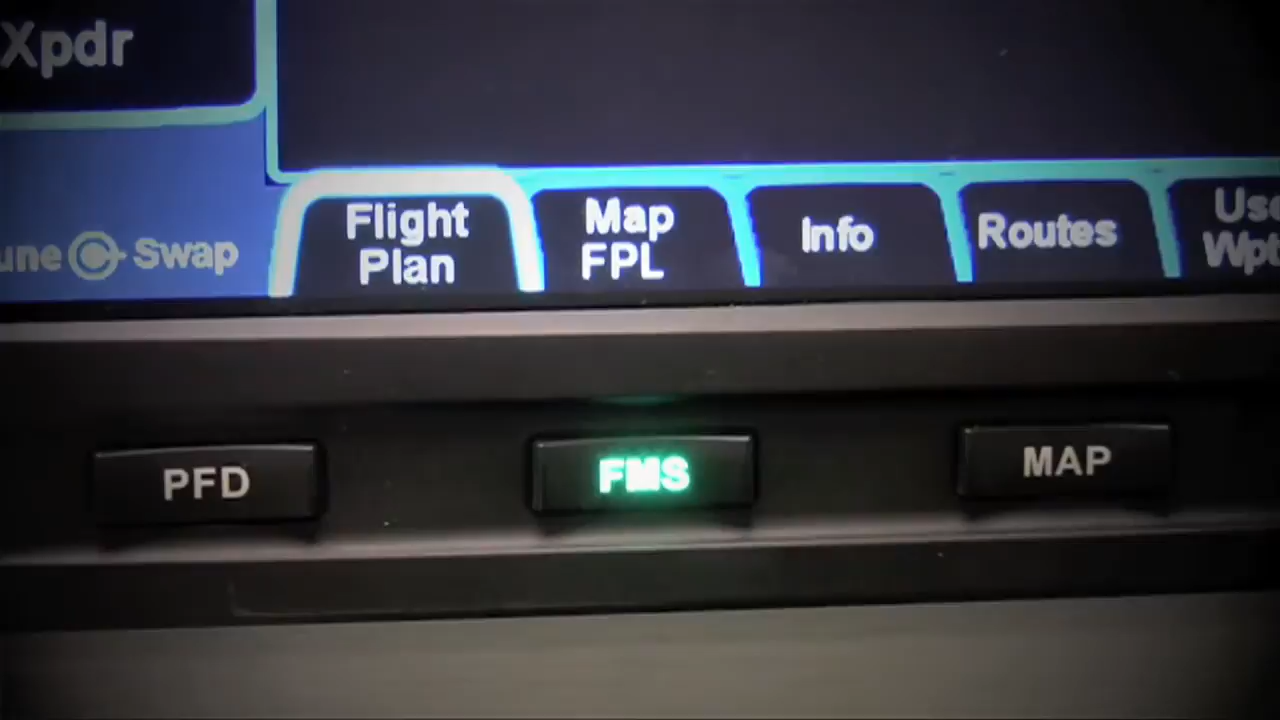 Xpdr
Swap
Flight
Plan
Map
FPL
Info
Routes
PFD
FMS
MAP